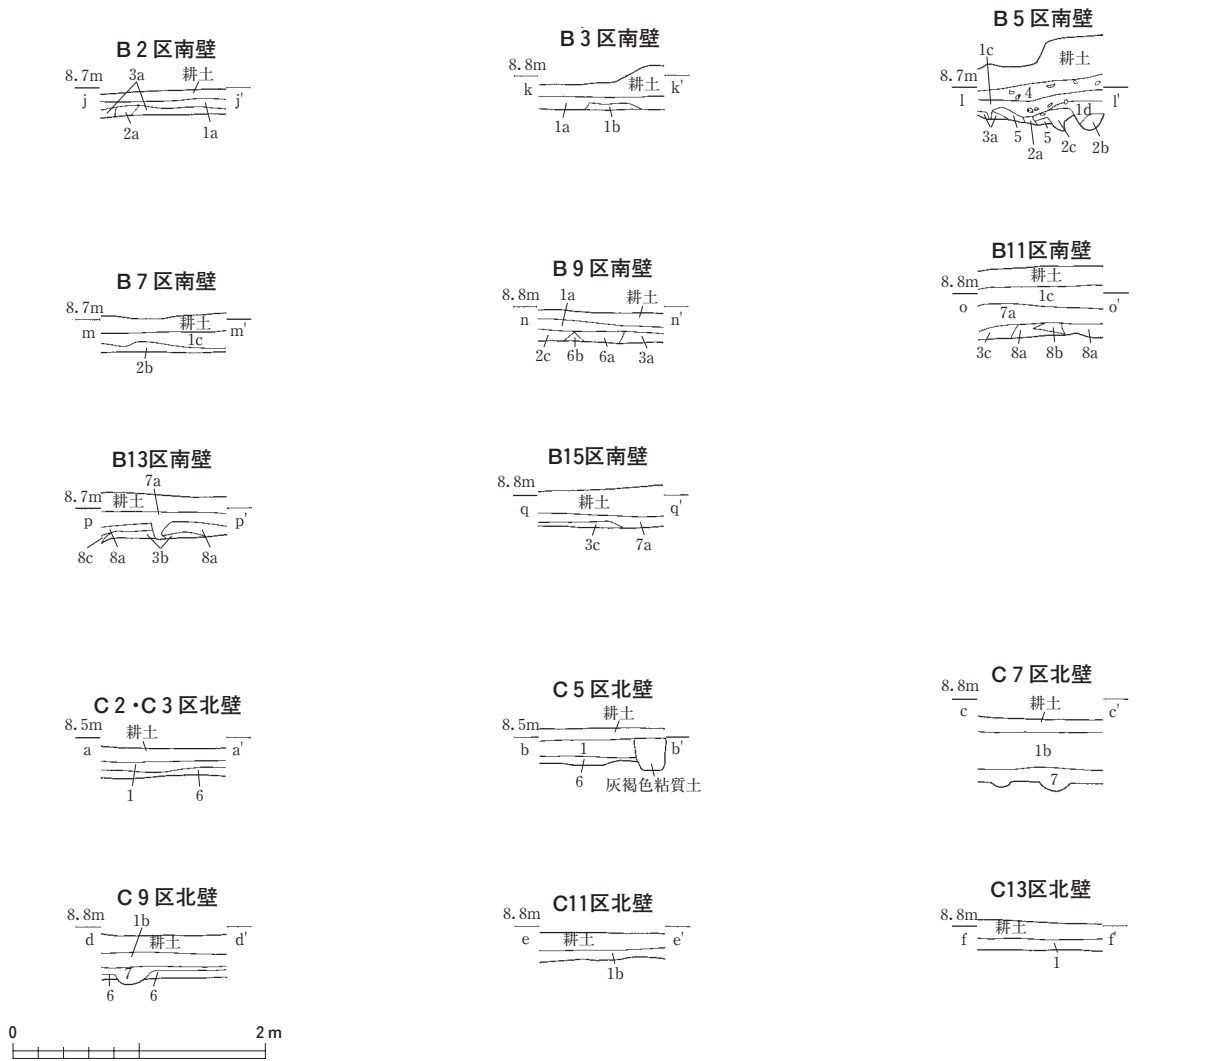 B2区南壁
3a 耕土
8.7m
j j'
2a 1a
B3区南壁
8.8m
耕土
k k'
1a 1b
B5区南壁
1c
耕土
8.7m
l 4 l'
1d
3a 5 5 2c 2b
2a
B7区南壁
8.7m
耕土
m m'
1c
2b
B9区南壁
8.8m 1a 耕土
n n'
2c 6b 6a 3a
B11区南壁
8.8m 耕土
1c
o o'
7a
3c 8a 8b 8a
B13区南壁
7a
8.7m 耕土
p p'
8c 8a 3b 8a
B15区南壁
8.8m
耕土
q q'
3c 7a
C2・C3区北壁
8.5m 耕土
a a'
1 6
C5区北壁
耕土
8.5m
b 1 b'
6 灰褐色粘質土
C7区北壁
8.8m 耕土
c c'
1b
7
C9区北壁
8.8m 1b
d 耕土 d'
7
6 6
C11区北壁
8.8m
e 耕土 e'
1b
C13区北壁
8.8m
耕土
f f'
1
0 2m